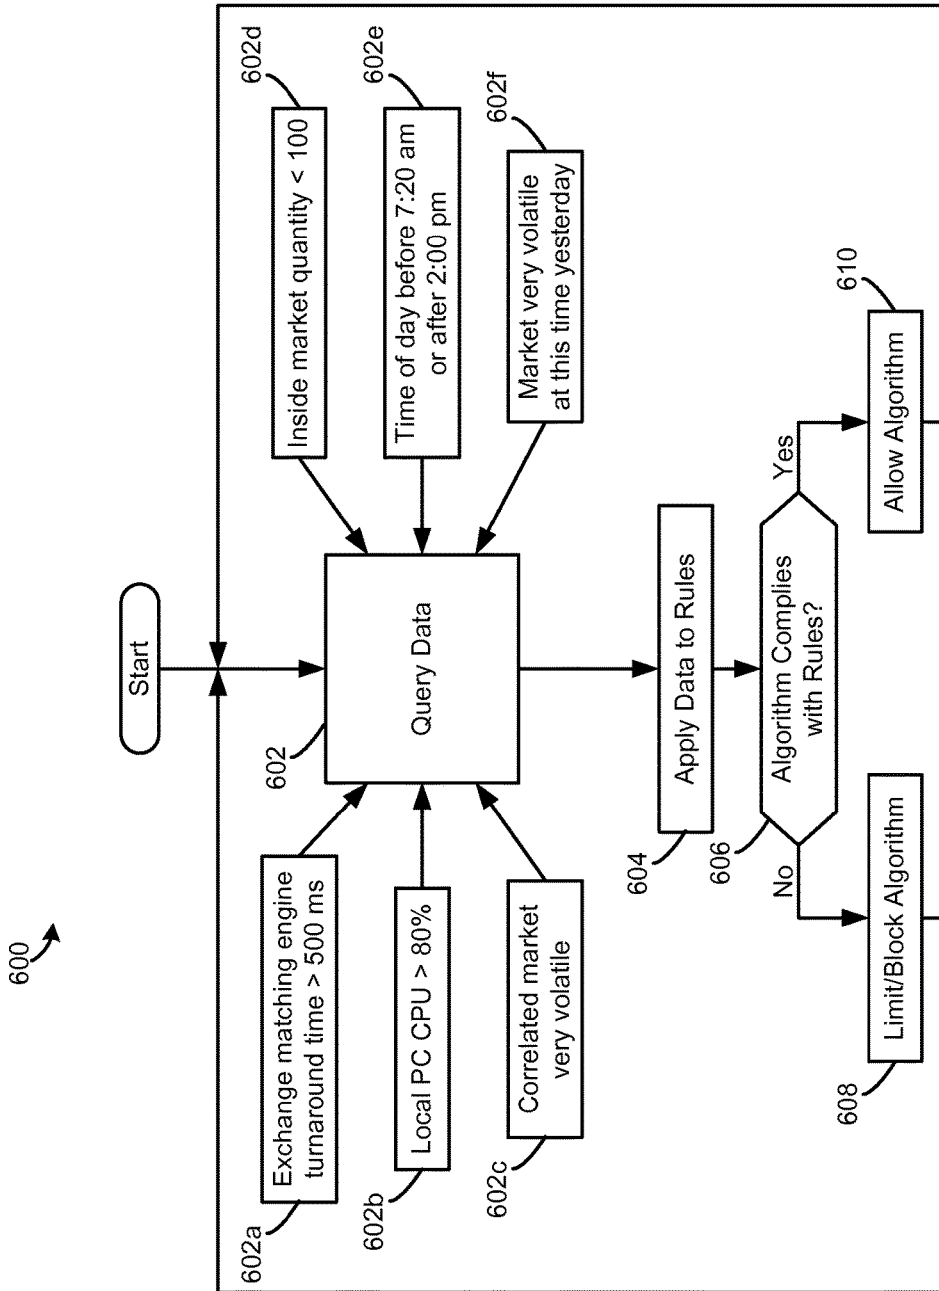 600
Start
602
Query Data
602a
Exchange matching engine
turnaround time > 500 ms
602b
Local PC CPU > 80%
602c
Correlated market
very volatile
602d
Inside market quantity < 100
602e
Time of day before 7:20 am
or after 2:00 pm
602f
Market very volatile
at this time yesterday
604
Apply Data to Rules
606
Algorithm Complies
with Rules?
No
Yes
608
Limit/Block Algorithm
610
Allow Algorithm